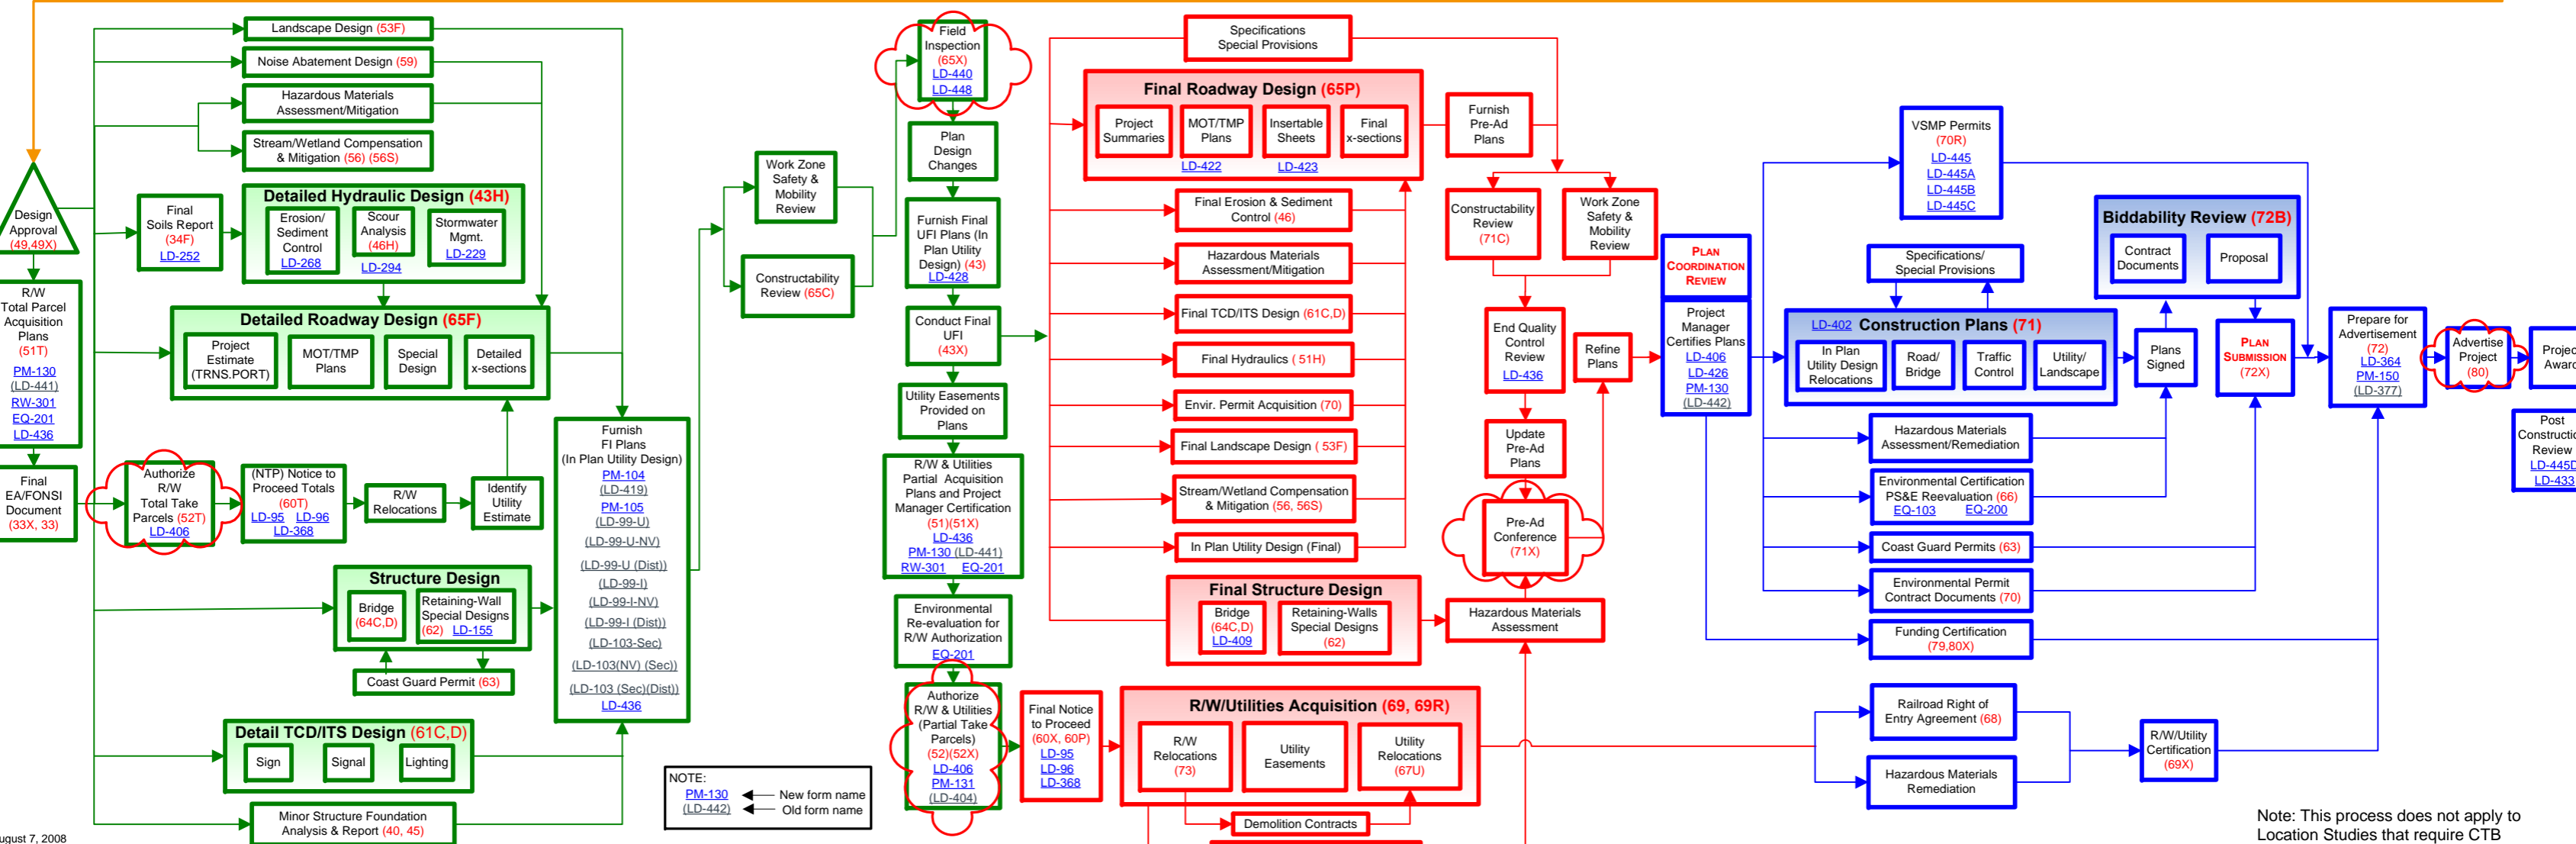 Landscape Design (53F)
Noise Abatement Design (59)
Hazardous Materials
Assessment/Mitigation
Stream/Wetland Compensation
& Mitigation (56) (56S)
Design
Approval
(49,49X)
Final
Soils Report
(34F)
LD-252
Detailed Hydraulic Design (43H)
Erosion/
Sediment
Control
LD-268
Scour
Analysis
(46H)
LD-294
Stormwater
Mgmt.
LD-229
R/W
Total Parcel
Acquisition
Plans
(51T)
PM-130
(LD-441)
RW-301
EQ-201
LD-436
Detailed Roadway Design (65F)
Project
Estimate
(TRNS.PORT)
MOT/TMP
Plans
Special
Design
Detailed
x-sections
Final
EA/FONSI
Document
(33X, 33)
Authorize
R/W
Total Take
Parcels (52T)
LD-406
(NTP) Notice to
Proceed Totals
(60T)
LD-95 LD-96
LD-368
R/W
Relocations
Identify
Utility
Estimate
Structure Design
Bridge
(64C,D)
Retaining-Wall
Special Designs
(62) LD-155
Coast Guard Permit (63)
Detail TCD/ITS Design (61C,D)
Sign
Signal
Lighting
Minor Structure Foundation
Analysis & Report (40, 45)
ugust 7, 2008
Furnish
FI Plans
(In Plan Utility Design)
PM-104
(LD-419)
PM-105
(LD-99-U)
(LD-99-U-NV)
(LD-99-U (Dist))
(LD-99-I)
(LD-99-I-NV)
(LD-99-I (Dist))
(LD-103-Sec)
(LD-103(NV) (Sec))
(LD-103 (Sec)(Dist))
LD-436
NOTE:
PM-130 New form name
(LD-442) Old form name
Work Zone
Safety &
Mobility
Review
Constructability
Review (65C)
Field
Inspection
(65X)
LD-440
LD-448
Plan
Design
Changes
Furnish Final
UFI Plans (In
Plan Utility
Design) (43)
LD-428
Conduct Final
UFI
(43X)
Utility Easements
Provided on
Plans
R/W & Utilities
Partial Acquisition
Plans and Project
Manager Certification
(51)(51X)
LD-436
PM-130 (LD-441)
RW-301 EQ-201
Environmental
Re-evaluation for
R/W Authorization
EQ-201
Authorize
R/W & Utilities
(Partial Take
Parcels)
(52)(52X)
LD-406
PM-131
(LD-404)
Final Notice
to Proceed
(60X, 60P)
LD-95
LD-96
LD-368
Specifications
Special Provisions
Final Roadway Design (65P)
Project
Summaries
MOT/TMP
Plans
LD-422
Insertable
Sheets
LD-423
Final
x-sections
Final Erosion & Sediment
Control (46)
Hazardous Materials
Assessment/Mitigation
Final TCD/ITS Design (61C,D)
Final Hydraulics ( 51H)
Envir. Permit Acquisition (70)
Final Landscape Design ( 53F)
Stream/Wetland Compensation
& Mitigation (56, 56S)
In Plan Utility Design (Final)
Final Structure Design
Bridge
(64C,D)
LD-409
Retaining-Walls
Special Designs
(62)
R/W/Utilities Acquisition (69, 69R)
R/W
Relocations
(73)
Utility
Easements
Utility
Relocations
(67U)
Demolition Contracts
Furnish
Pre-Ad
Plans
Constructability
Review
(71C)
Work Zone
Safety &
Mobility
Review
End Quality
Control
Review
LD-436
Update
Pre-Ad
Plans
Pre-Ad
Conference
(71X)
Hazardous Materials
Assessment
Refine
Plans
PLAN
COORDINATION
REVIEW
Project
Manager
Certifies Plans
LD-406
LD-426
PM-130
(LD-442)
VSMP Permits
(70R)
LD-445
LD-445A
LD-445B
LD-445C
Specifications/
Special Provisions
LD-402 Construction Plans (71)
In Plan
Utility Design
Relocations
Road/
Bridge
Traffic
Control
Utility/
Landscape
Hazardous Materials
Assessment/Remediation
Environmental Certification
PS&E Reevaluation (66)
EQ-103 EQ-200
Coast Guard Permits (63)
Environmental Permit
Contract Documents (70)
Funding Certification
(79,80X)
Railroad Right of
Entry Agreement (68)
Hazardous Materials
Remediation
R/W/Utility
Certification
(69X)
Biddability Review (72B)
Contract
Documents
Proposal
Plans
Signed
PLAN
SUBMISSION
(72X)
Prepare for
Advertisement
(72)
LD-364
PM-150
(LD-377)
Advertise
Project
(80)
Projec
Awar
Post
Constructio
Review
LD-445D
LD-433
Note: This process does not apply to
Location Studies that require CTB